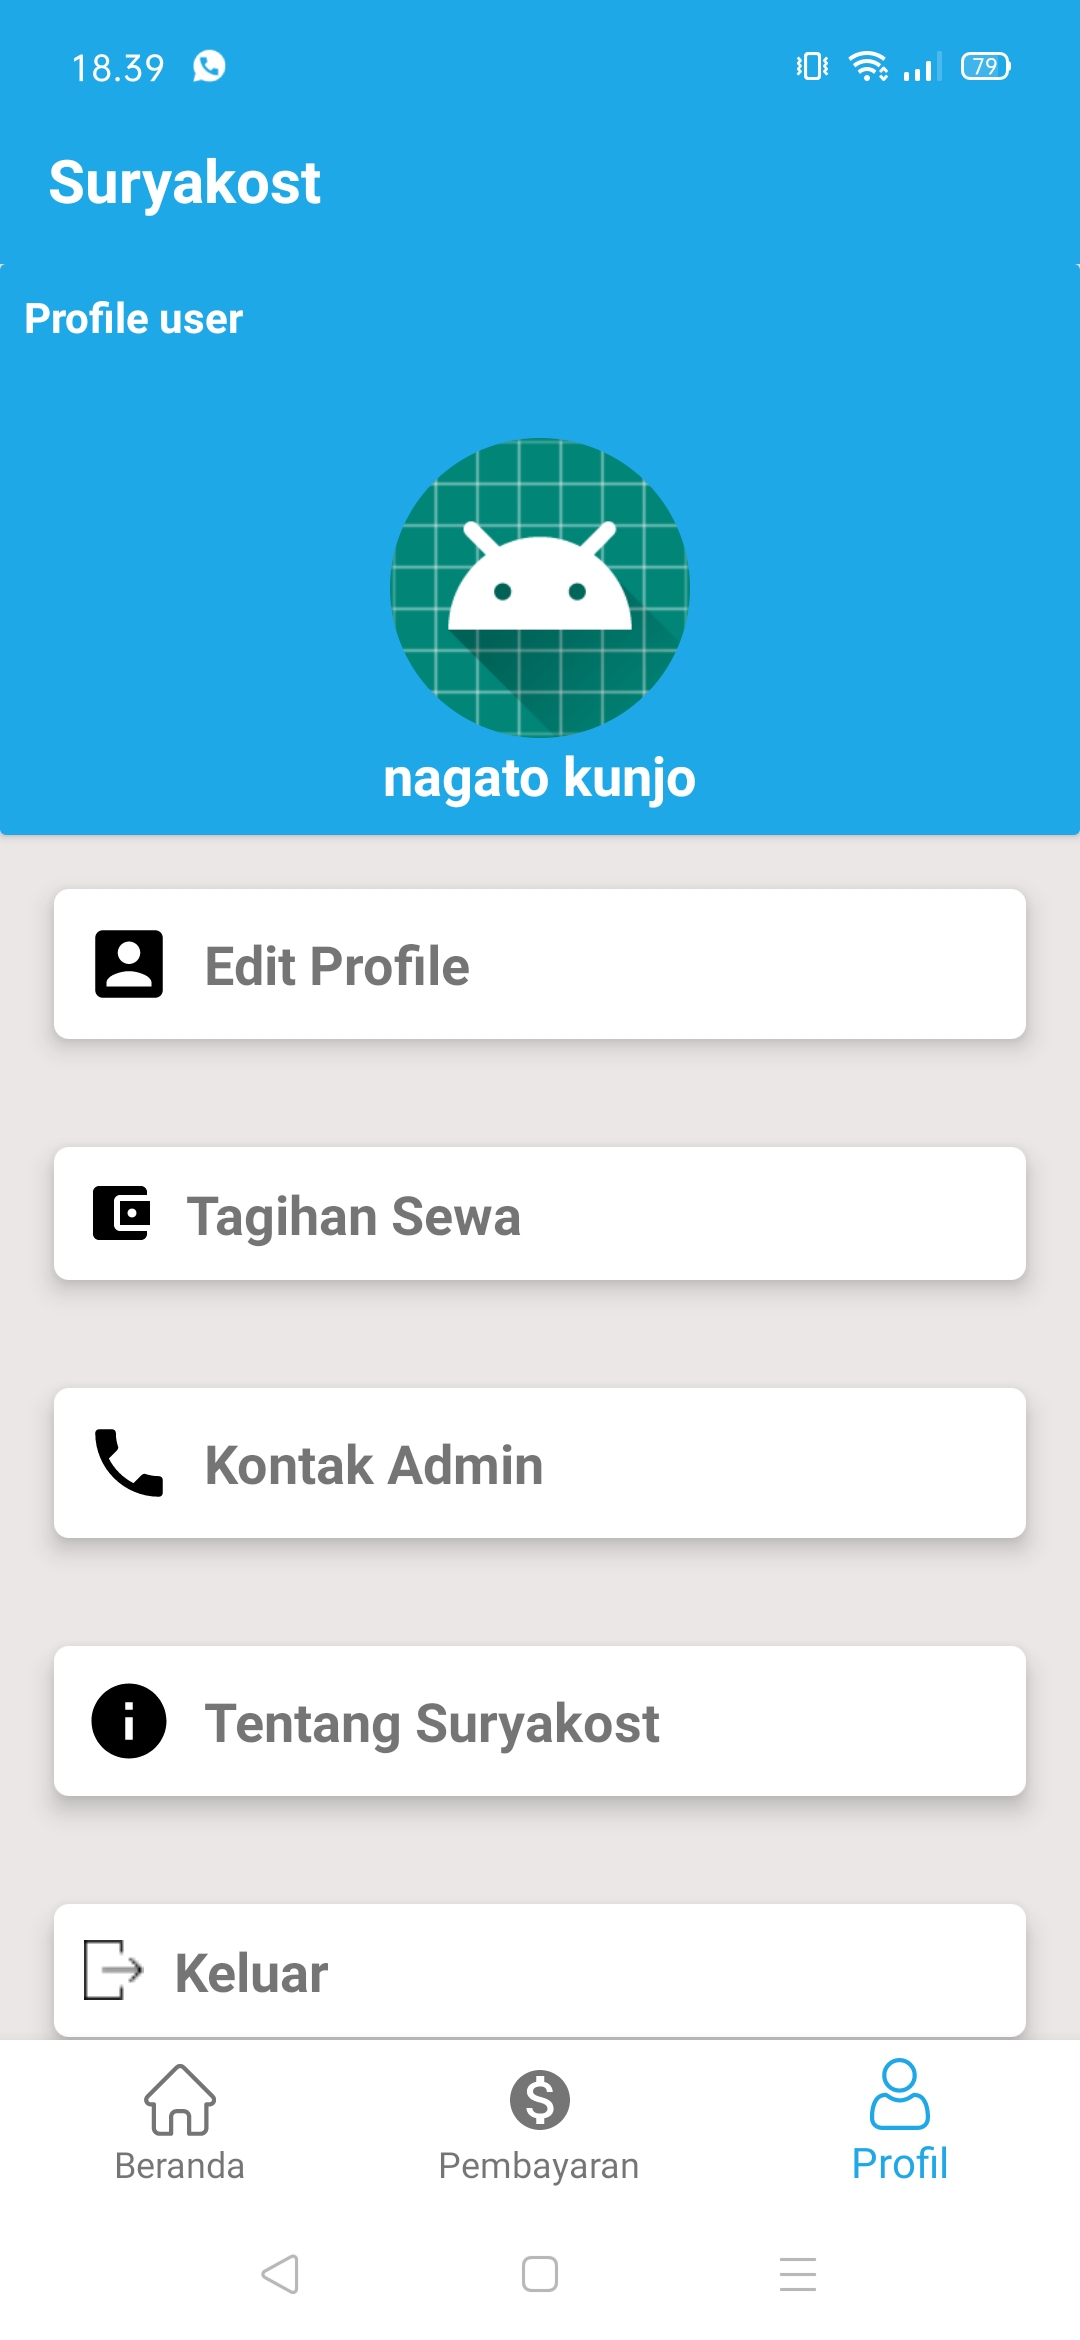 18.39
79
Suryakost
Profile user
nagato kunjo
Edit Profile
Tagihan Sewa
Kontak Admin
Tentang Suryakost
Keluar
Beranda
Pembayaran
Profil